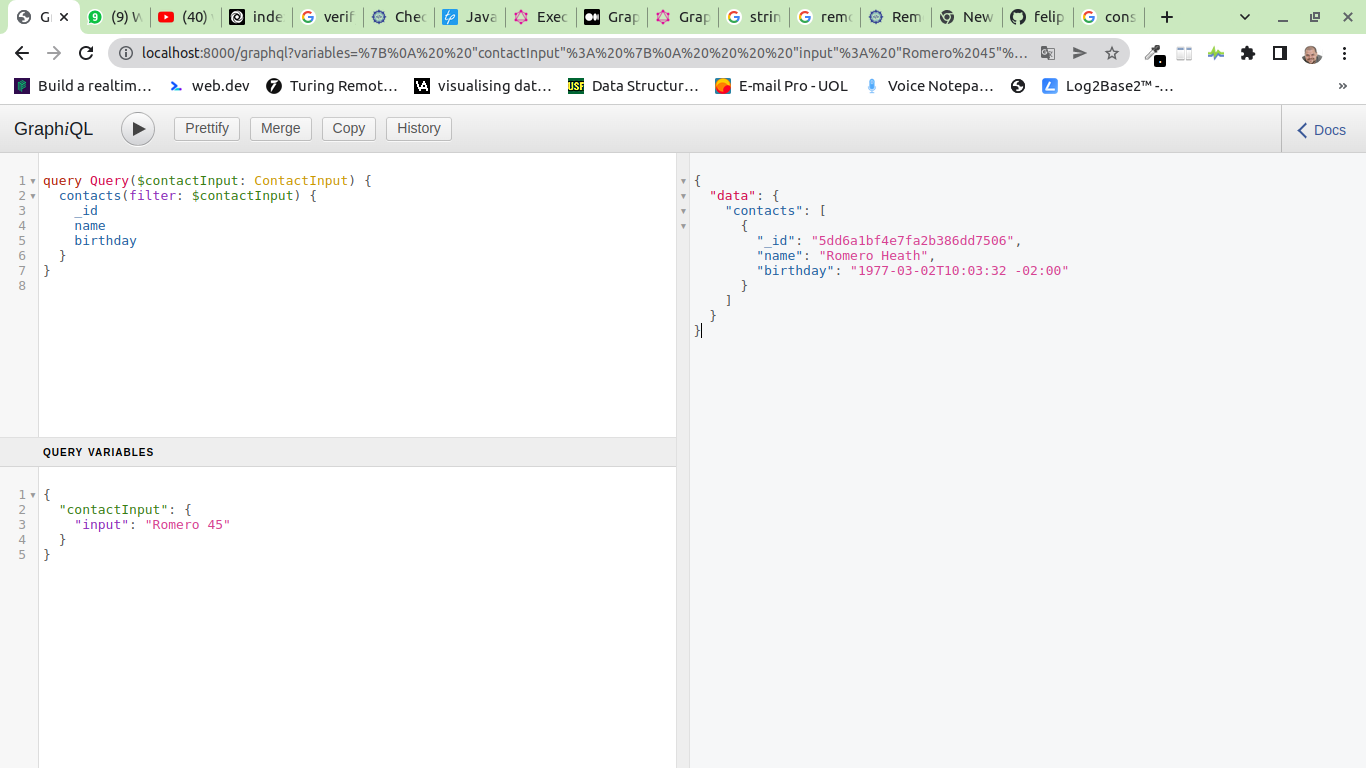 G
(9) W
(40)
inde
verif
Chec
Java
Exec
Grap
Grap
strin
remo
Rem
New
felip
cons
localhost:8000/graphql?variables=%7B%0A%20%20"contactInput"%3A%20%7B%0A%20%20%20%20"input"%3A%20"Romero%2045"%...
Build a realtim... web.dev Turing Remot... visualising dat... Data Structur... E-mail Pro - UOL Voice Notepa... Log2Base2™ -... »
GraphiQL Prettify Merge Copy History Docs
1 query Query($contactInput: ContactInput) {
2 contacts(filter: $contactInput) {
3 _id
4 name
5 birthday
6 }
7 }
8
QUERY VARIABLES
1 {
2 "contactInput": {
3 "input": "Romero 45"
4 }
5 }
{
"data": {
"contacts": [
{
"_id": "5dd6a1bf4e7fa2b386dd7506",
"name": "Romero Heath",
"birthday": "1977-03-02T10:03:32 -02:00"
}
]
}
}